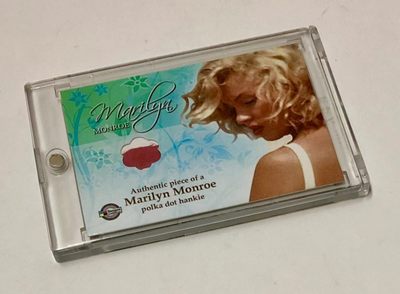 Marilyn
MONROE
Authentic piece of a
Marilyn Monroe
polka dot hankie